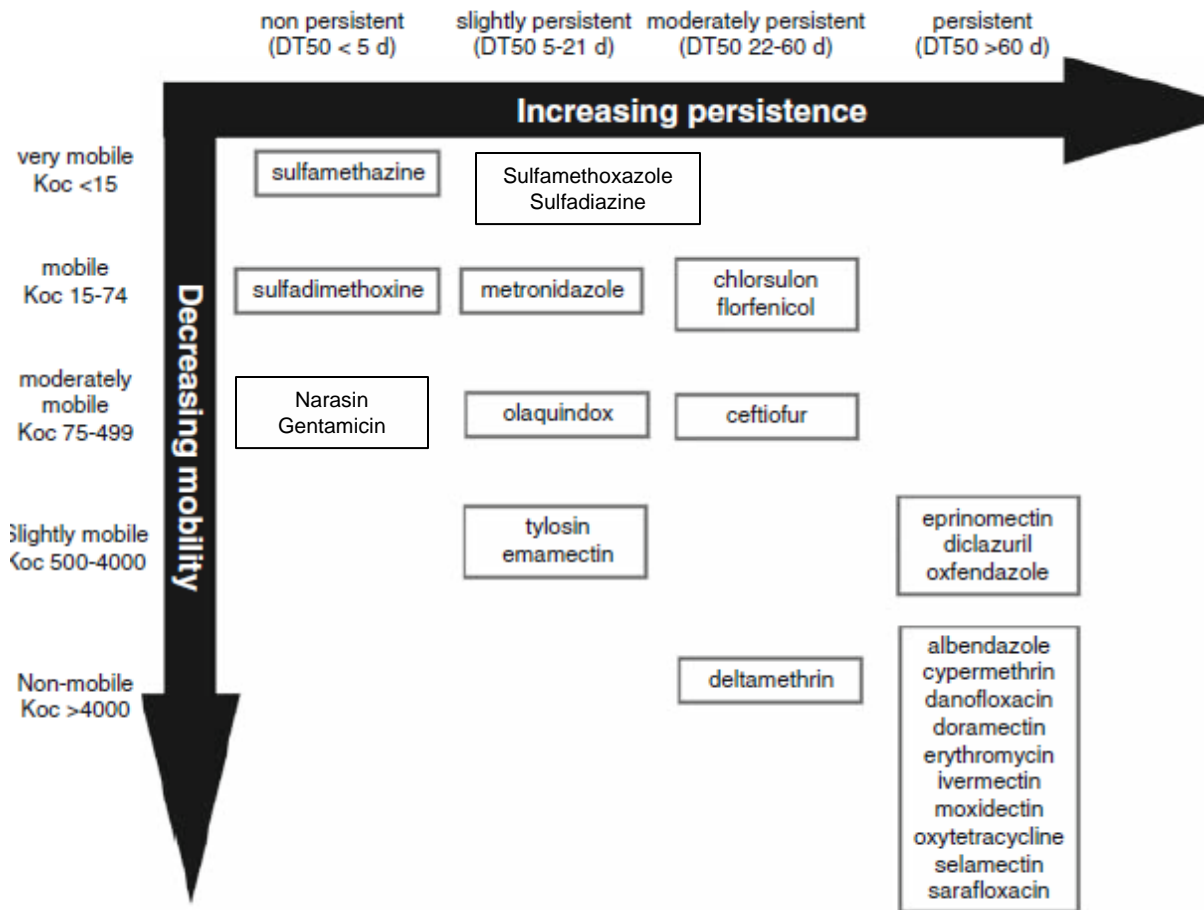 non persistent
(DT50 < 5 d)
slightly persistent
(DT50 5-21 d)
moderately persistent
(DT50 22-60 d)
persistent
(DT50 >60 d)
Increasing persistence
Decreasing mobility
very mobile
Koc <15
sulfamethazine
Sulfamethoxazole
Sulfadiazine
mobile
Koc 15-74
sulfadimethoxine
metronidazole
chlorsulon
florfenicol
moderately
mobile
Koc 75-499
Narasin
Gentamicin
olaquindox
ceftiofur
Slightly mobile
Koc 500-4000
tylosin
emamectin
eprinomectin
diclazuril
oxfendazole
Non-mobile
Koc >4000
deltamethrin
albendazole
cypermethrin
danofloxacin
doramectin
erythromycin
ivermectin
moxidectin
oxytetracycline
selamectin
sarafloxacin